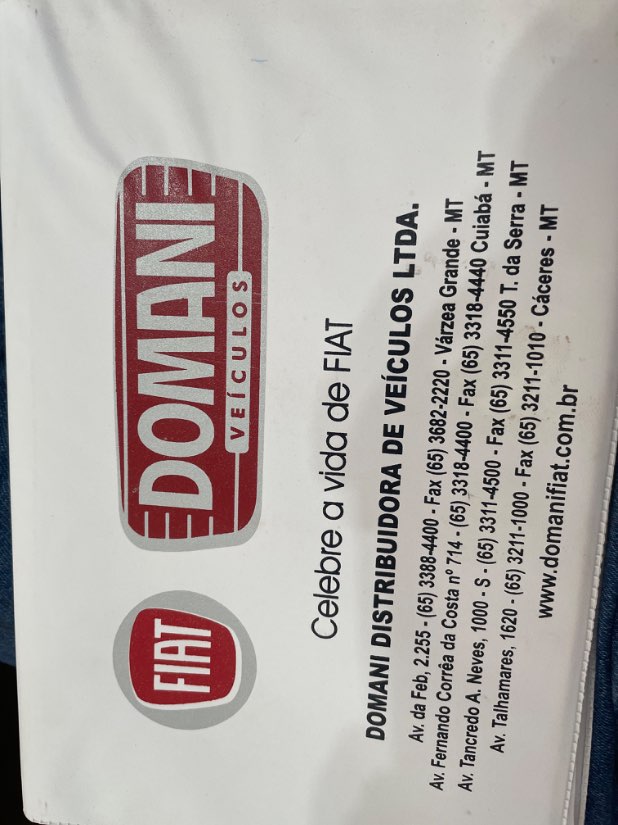 FIAT
DOMANI
VEÍCULOS
Celebre a vida de FIAT
DOMANI DISTRIBUIDORA DE VEÍCULOS LTDA.
Av. da Feb, 2.255 - (65) 3388-4400 - Fax (65) 3682-2220 - Várzea Grande - MT
Av. Fernando Corrêa da Costa nº 714 - (65) 3318-4400 - Fax (65) 3318-4440 Cuiabá - MT
Av. Tancredo A. Neves, 1000 - S - (65) 3311-4500 - Fax (65) 3311-4550 T. da Serra - MT
Av. Talhamares, 1620 - (65) 3211-1000 - Fax (65) 3211-1010 - Cáceres - MT
www.domanifiat.com.br